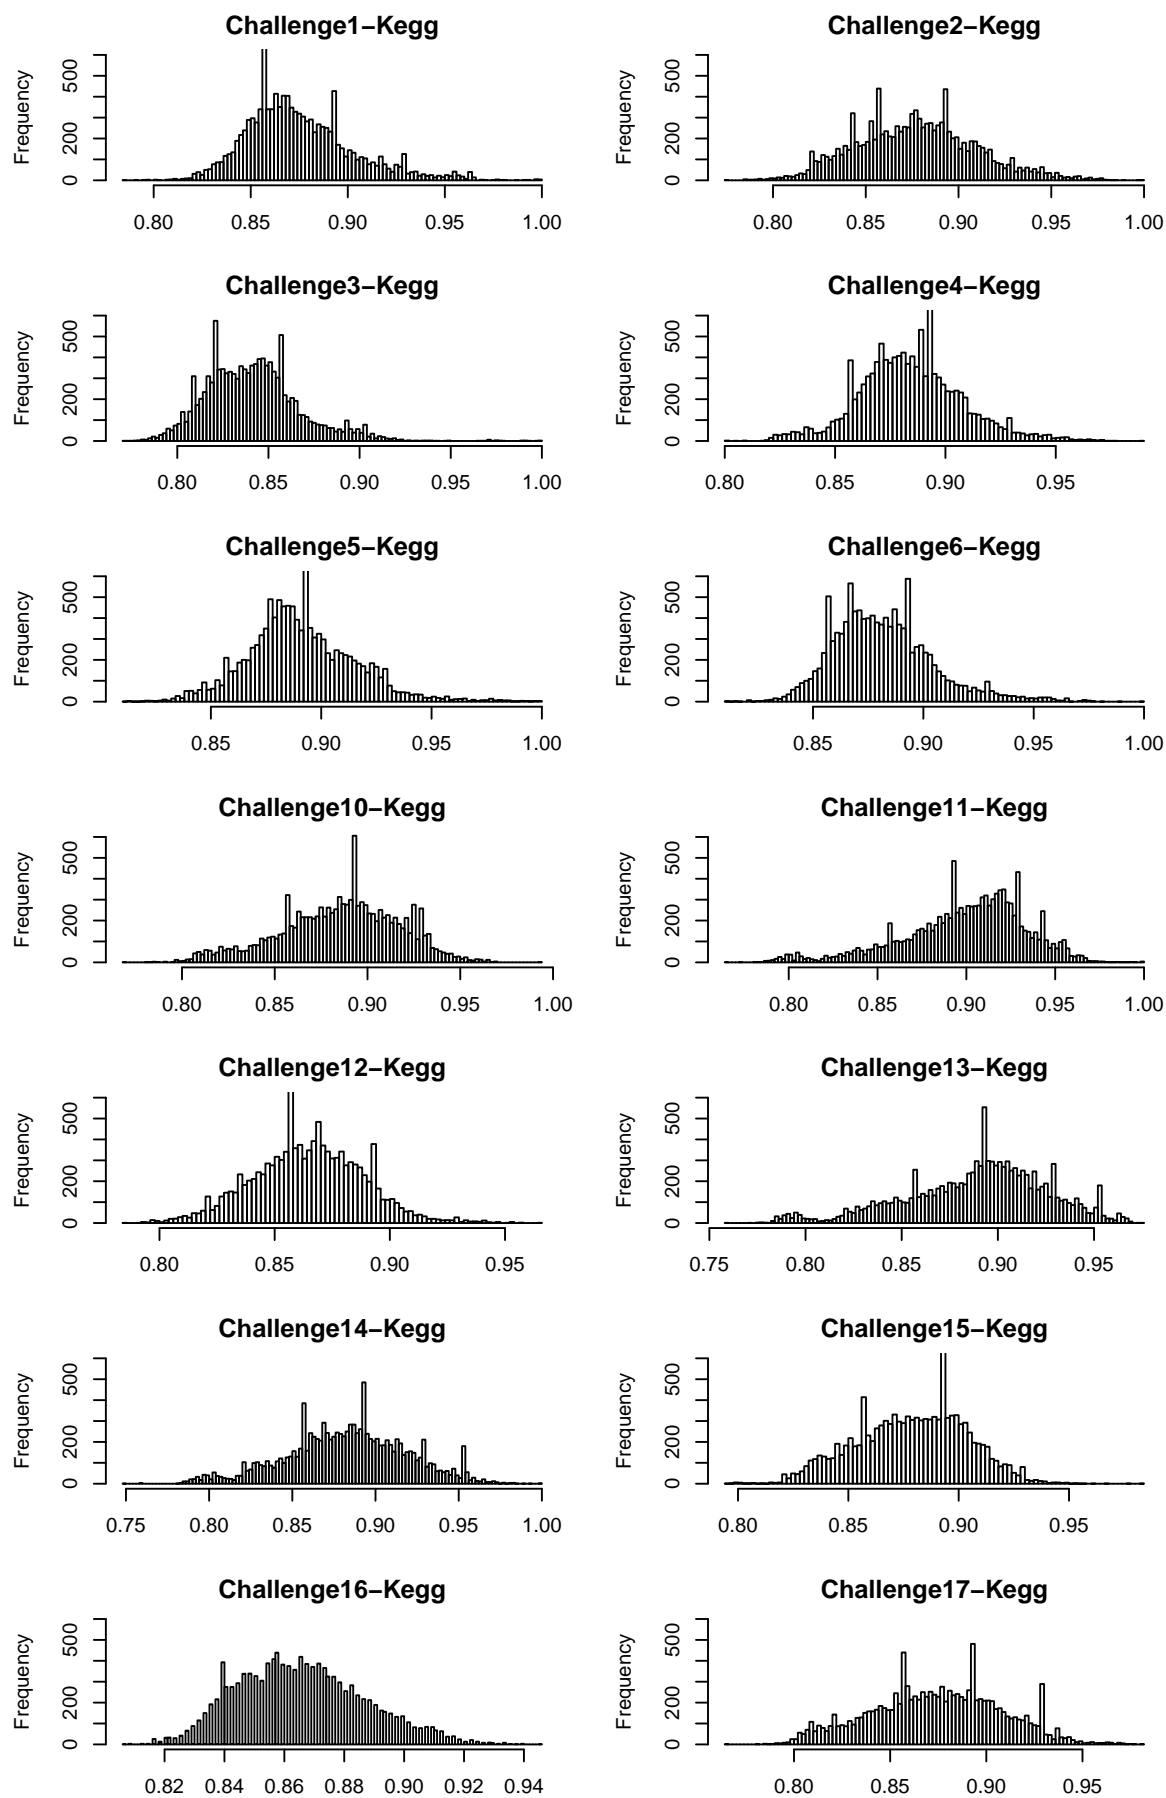 Challenge1−Kegg
Frequency
0 200 500
0.80 0.85 0.90 0.95 1.00
Challenge2−Kegg
Frequency
0 200 500
0.80 0.85 0.90 0.95 1.00
Challenge3−Kegg
Frequency
0 200 500
0.80 0.85 0.90 0.95 1.00
Challenge4−Kegg
Frequency
0 200 500
0.80 0.85 0.90 0.95
Challenge5−Kegg
Frequency
0 200 500
0.85 0.90 0.95 1.00
Challenge6−Kegg
Frequency
0 200 500
0.85 0.90 0.95 1.00
Challenge10−Kegg
Frequency
0 200 500
0.80 0.85 0.90 0.95 1.00
Challenge11−Kegg
Frequency
0 200 500
0.80 0.85 0.90 0.95 1.00
Challenge12−Kegg
Frequency
0 200 500
0.80 0.85 0.90 0.95
Challenge13−Kegg
Frequency
0 200 500
0.75 0.80 0.85 0.90 0.95
Challenge14−Kegg
Frequency
0 200 500
0.75 0.80 0.85 0.90 0.95 1.00
Challenge15−Kegg
Frequency
0 200 500
0.80 0.85 0.90 0.95
Challenge16−Kegg
Frequency
0 200 500
0.82 0.84 0.86 0.88 0.90 0.92 0.94
Challenge17−Kegg
Frequency
0 200 500
0.80 0.85 0.90 0.95